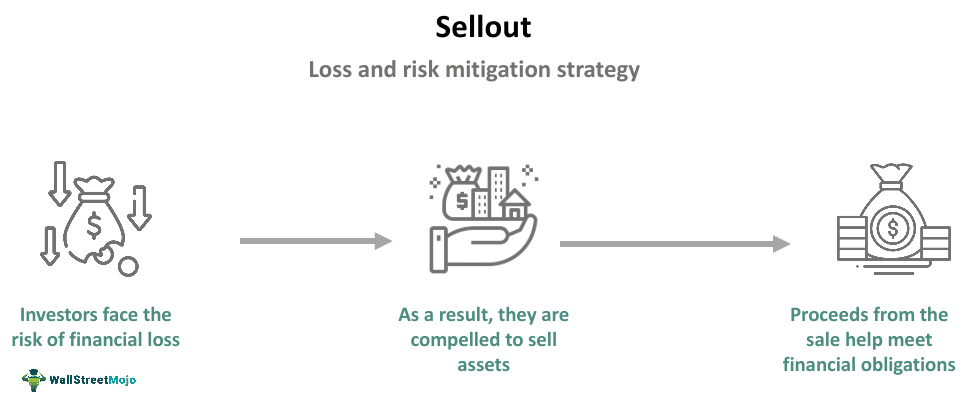 Sellout
Loss and risk mitigation strategy
$
$
$
Investors face the
risk of financial loss
As a result, they are
compelled to sell
assets
Proceeds from the
sale help meet
financial obligations
WallStreetMojo